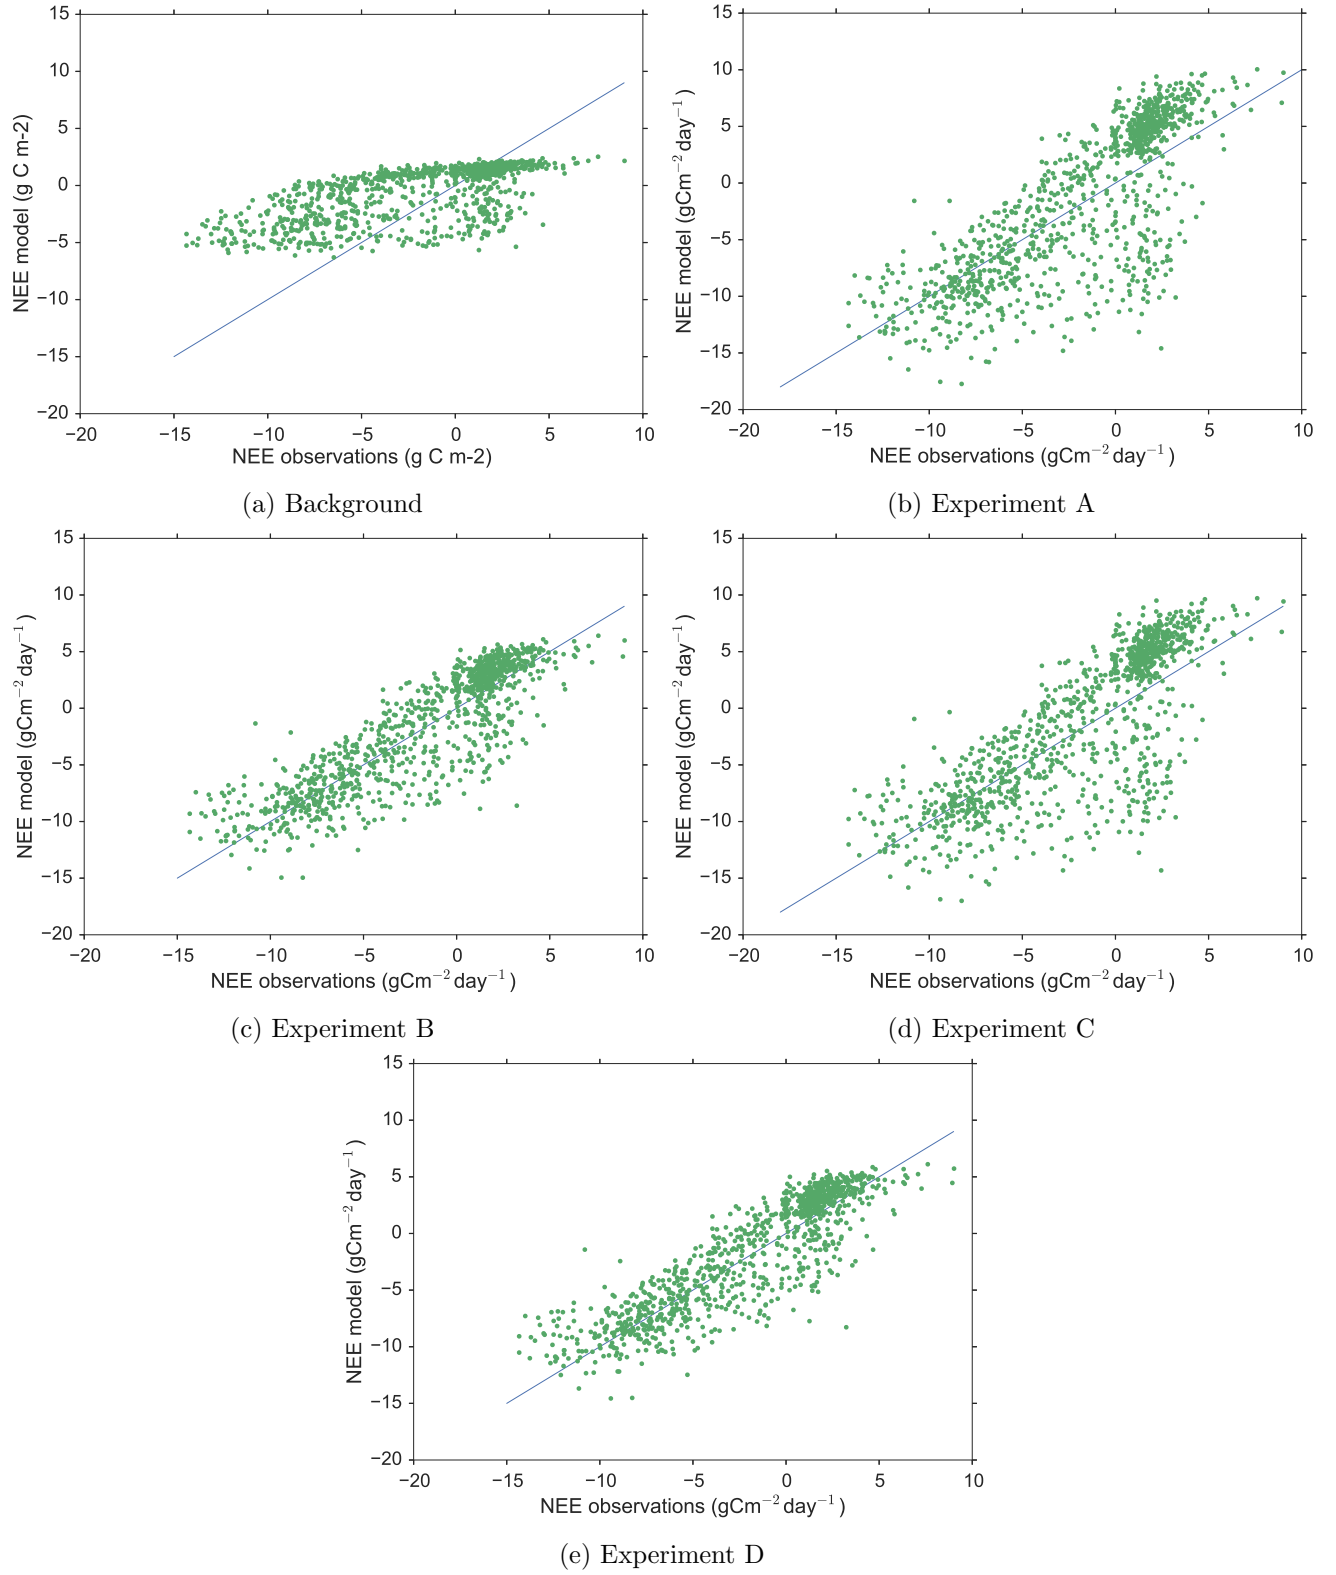 15
10
5
0
−5
−10
−15
−20
−20 −15 −10 −5 0 5 10
NEE model (g C m-2)
NEE observations (g C m-2)
(a) Background
15
10
5
0
−5
−10
−15
−20
−20 −15 −10 −5 0 5 10
NEE model (gCm⁻² day⁻¹)
NEE observations (gCm⁻² day⁻¹)
(b) Experiment A
15
10
5
0
−5
−10
−15
−20
−20 −15 −10 −5 0 5 10
NEE model (gCm⁻² day⁻¹)
NEE observations (gCm⁻² day⁻¹)
(c) Experiment B
15
10
5
0
−5
−10
−15
−20
−20 −15 −10 −5 0 5 10
NEE model (gCm⁻² day⁻¹)
NEE observations (gCm⁻² day⁻¹)
(d) Experiment C
15
10
5
0
−5
−10
−15
−20
−20 −15 −10 −5 0 5 10
NEE model (gCm⁻² day⁻¹)
NEE observations (gCm⁻² day⁻¹)
(e) Experiment D